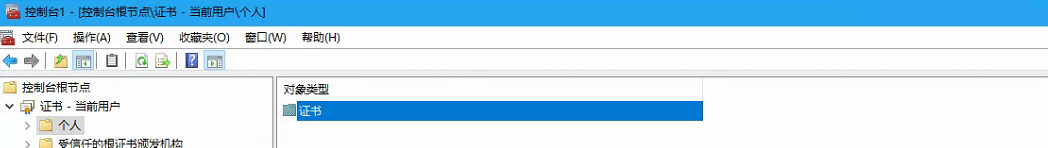 控制台1 - [控制台根节点\证书 - 当前用户\个人]
文件(F) 操作(A) 查看(V) 收藏夹(O) 窗口(W) 帮助(H)
控制台根节点
证书 - 当前用户
个人
受信任的根证书颁发机构
对象类型
证书